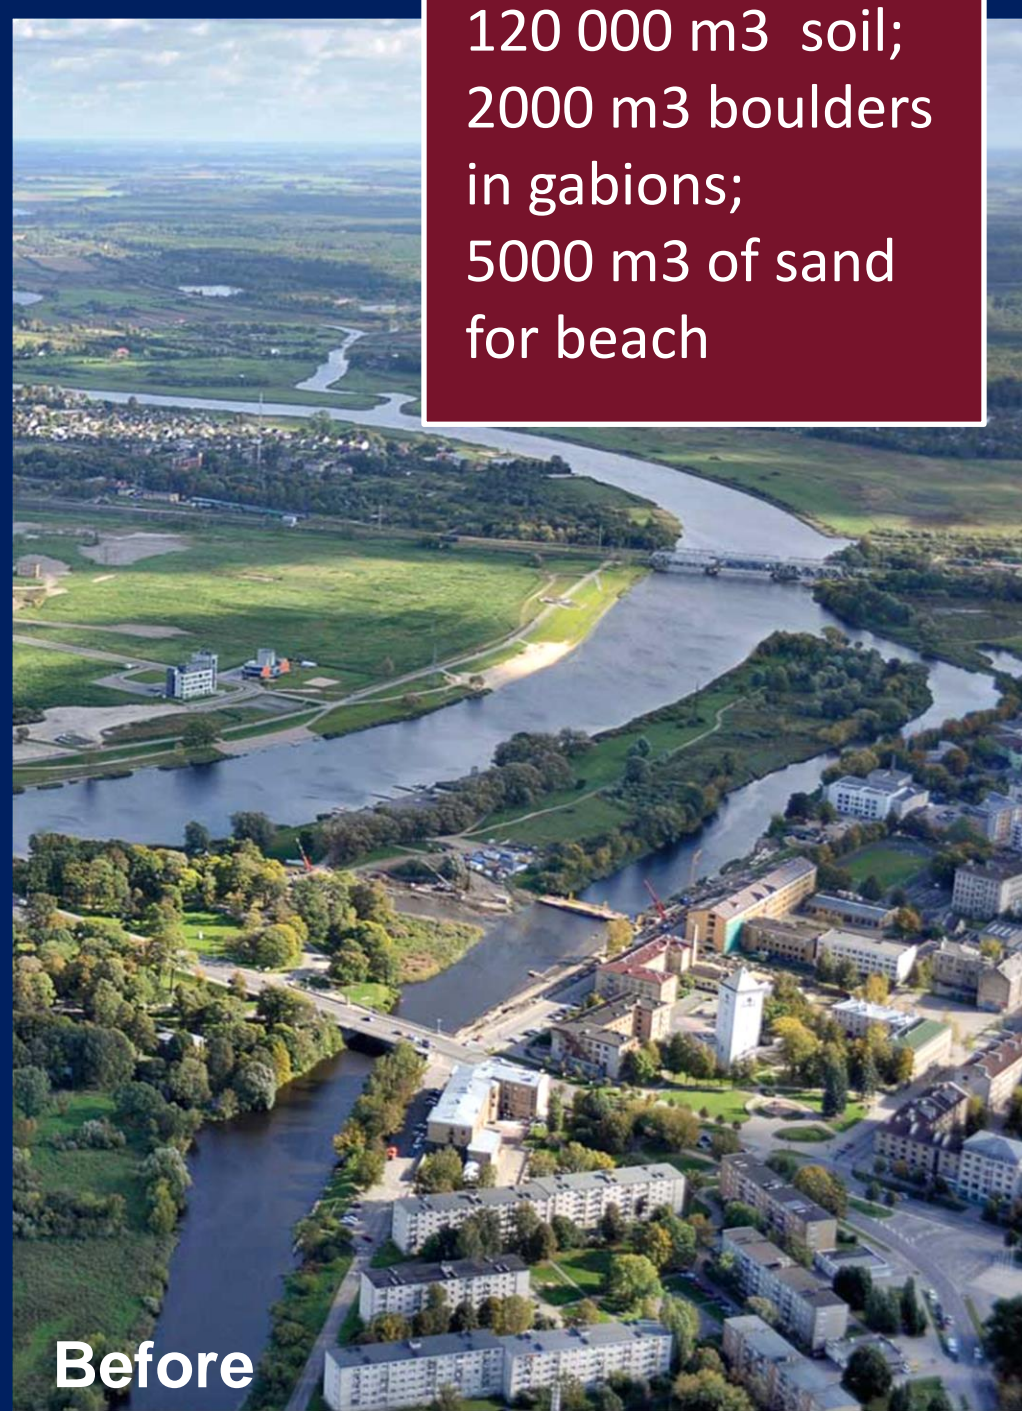 120 000 m3  soil;
2000 m3 boulders
in gabions;
5000 m3 of sand
for beach
Before